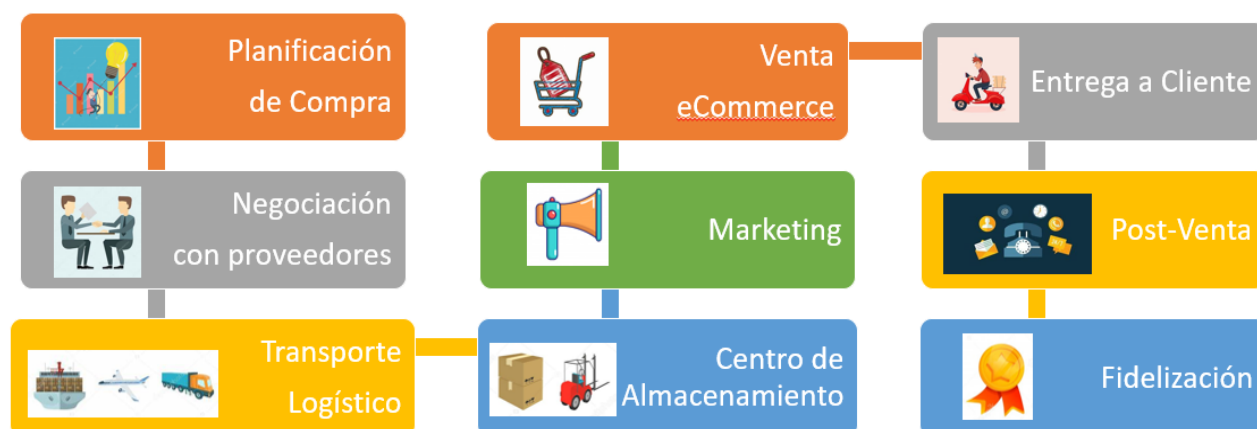 Planificación
de Compra
Negociación
con proveedores
Transporte
Logístico
Centro de
Almacenamiento
Marketing
Venta
eCommerce
Entrega a Cliente
Post-Venta
Fidelización